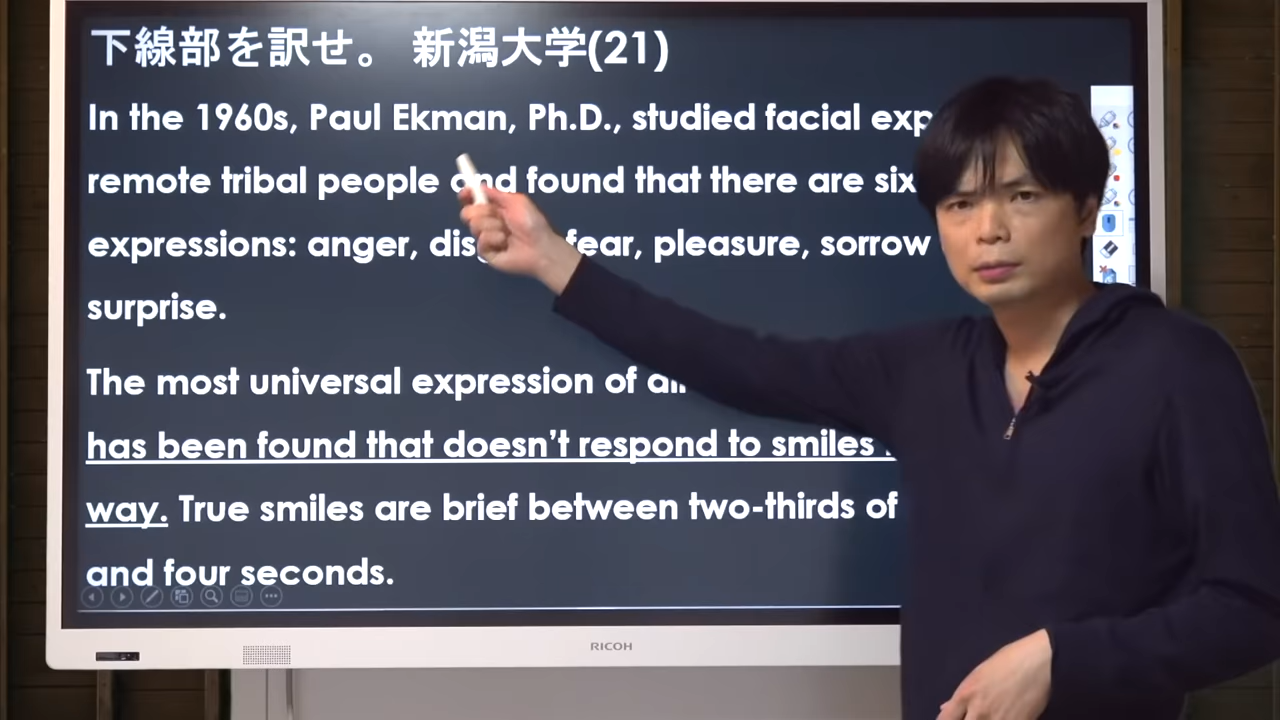 下線部を訳せ。 新潟大学(21)
In the 1960s, Paul Ekman, Ph.D., studied facial
remote tribal people and found that there are six
expressions: anger, fear, pleasure, sorrow
surprise.
The most universal expression of
has been found that doesn't respond to smiles
way. True smiles are brief between two-thirds of
and four seconds.
RICOH